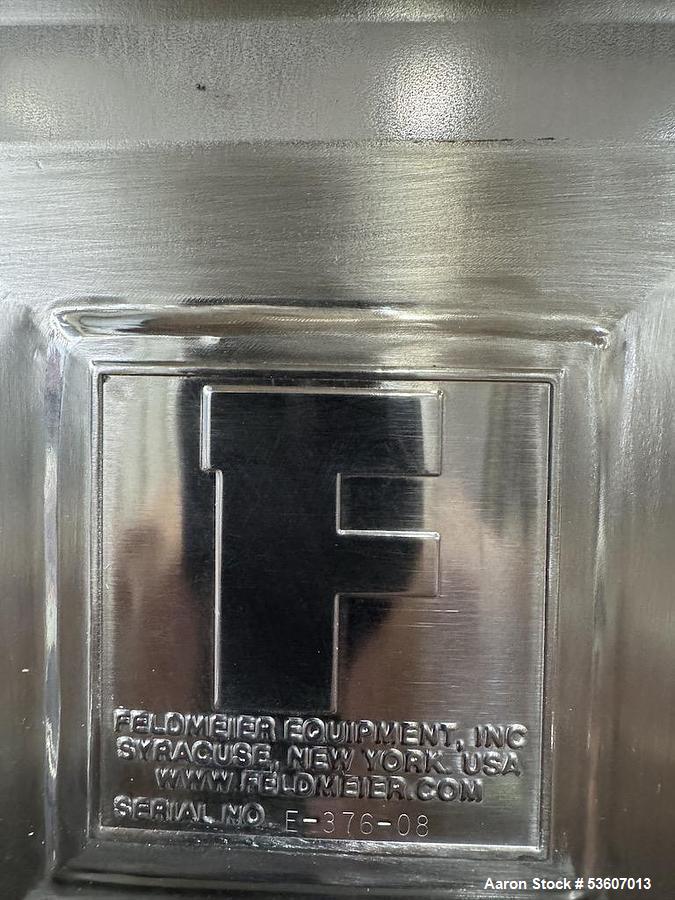 F
FELDMEIER EQUIPMENT, INC
SYRACUSE, NEW YORK. USA
WWW.FELDMEIER.COM
SERIAL NO. E-376-08
Aaron Stock # 53607013